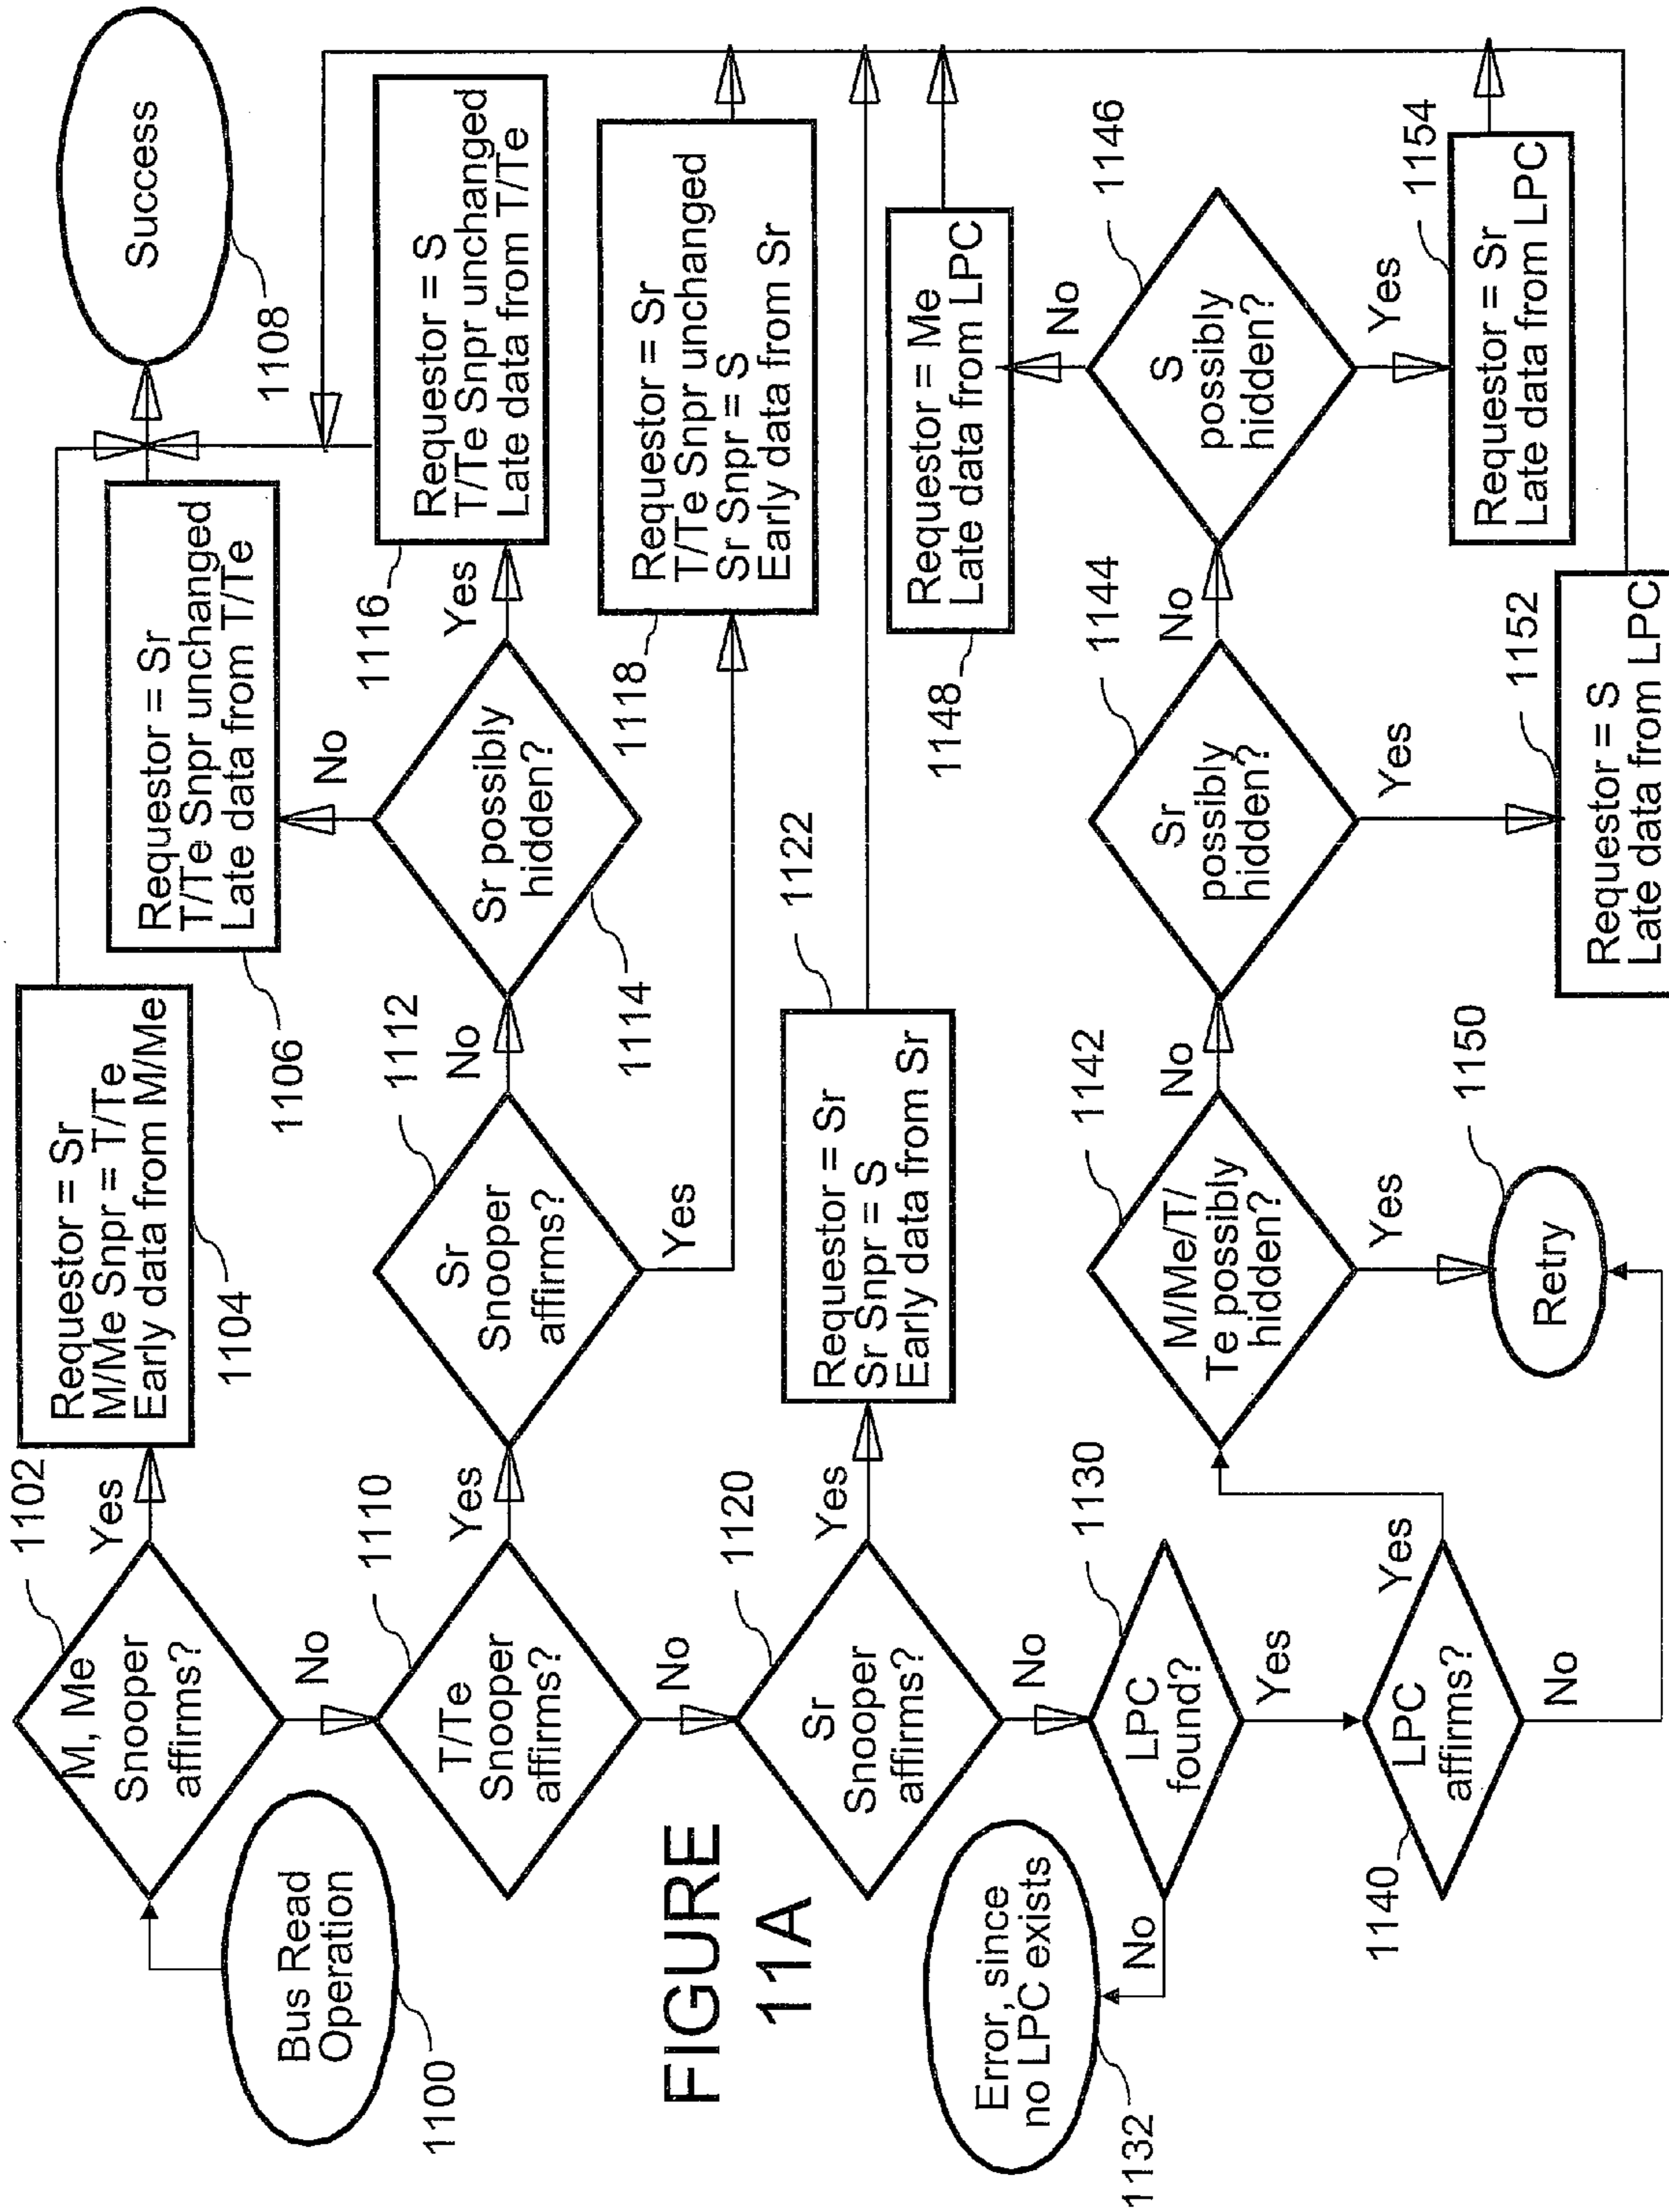 Bus Read
Operation
1100
M, Me
Snooper
affirms?
1102
Yes
No
Requestor = Sr
M/Me Snpr = T/Te
Early data from M/Me
1104
Requestor = Sr
T/Te Snpr unchanged
Late data from T/Te
1106
Success
1108
T/Te
Snooper
affirms?
1110
Yes
No
Sr
Snooper
affirms?
1112
No
Yes
Sr possibly
hidden?
1114
No
Yes
Requestor = S
T/Te Snpr unchanged
Late data from T/Te
1116
Requestor = Sr
T/Te Snpr unchanged
Sr Snpr = S
Early data from Sr
1118
FIGURE
11A
Sr
Snooper
affirms?
1120
Yes
No
Requestor = Sr
Sr Snpr = S
Early data from Sr
1122
Error, since
no LPC exists
1132
No
LPC
found?
1130
Yes
LPC
affirms?
1140
Yes
No
M/Me/T/
Te possibly
hidden?
1142
No
Yes
Retry
1150
Sr
possibly
hidden?
1144
No
Yes
Requestor = S
Late data from LPC
1152
S
possibly
hidden?
1146
No
Yes
Requestor = Me
Late data from LPC
1148
Requestor = Sr
Late data from LPC
1154